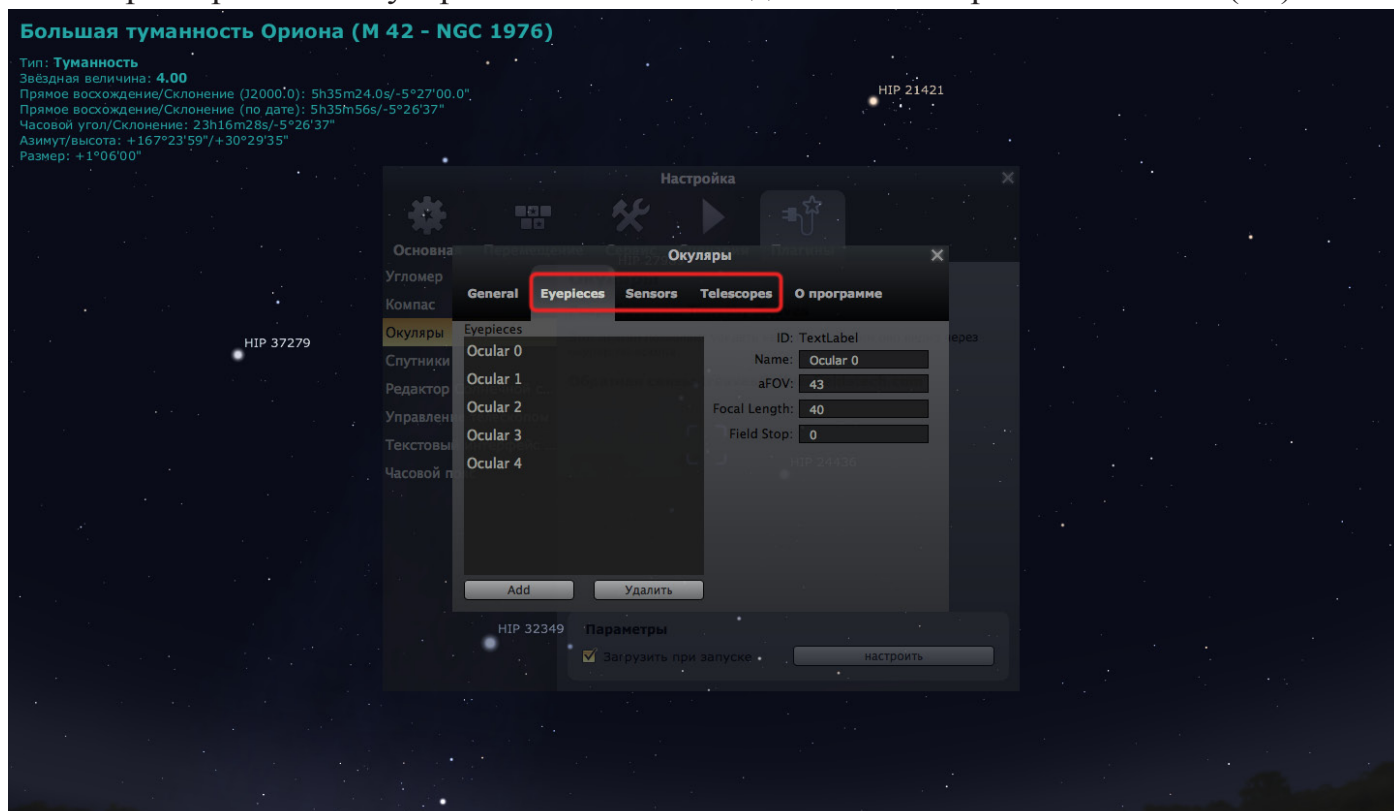 Большая туманность Ориона (M 42 - NGC 1976)
Тип: Туманность
Звёздная величина: 4.00
Прямое восхождение/Склонение (J2000.0): 5h35m24.0s/-5°27'00.0"
Прямое восхождение/Склонение (по дате): 5h35m56s/-5°26'37"
Часовой угол/Склонение: 23h16m28s/-5°26'37"
Азимут/высота: +167°23'59"/+30°29'35"
Размер: +1°06'00"
HIP 21421
Настройка
Основна
Окуляры
Угломер
General Eyepieces Sensors Telescopes О программе
Компас
HIP 37279
Окуляры
Eyepieces
ID: TextLabel
через
Ocular 0
Name: Ocular 0
Спутники
Ocular 1
aFOV: 43
Редактор
Ocular 2
Focal Length: 40
Управлени
Ocular 3
Field Stop: 0
Текстовы
Ocular 4
HIP 24436
Часовой п
Add Удалить
HIP 32349
Параметры
Загрузить при запуске
настроить